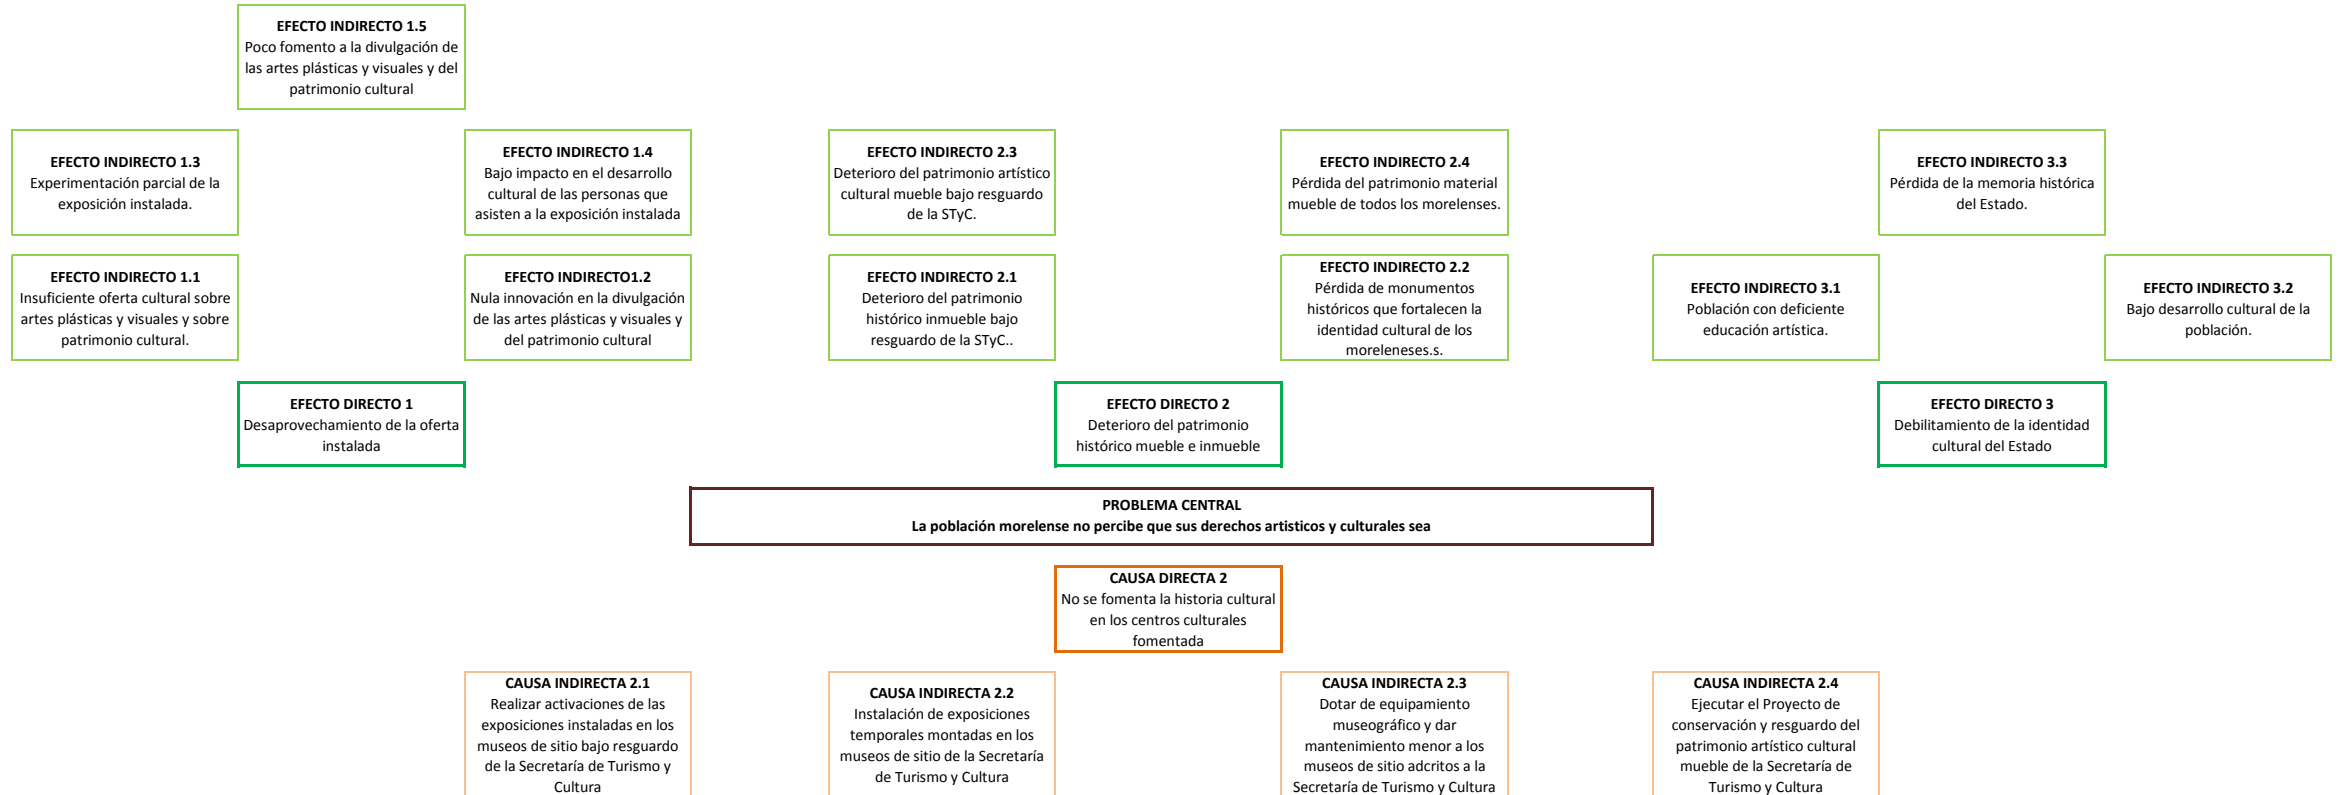 EFECTO INDIRECTO 1.5
Poco fomento a la divulgación de
las artes plásticas y visuales y del
patrimonio cultural
EFECTO INDIRECTO 1.3
Experimentación parcial de la
exposición instalada.
EFECTO INDIRECTO 1.4
Bajo impacto en el desarrollo
cultural de las personas que
asisten a la exposición instalada
EFECTO INDIRECTO 2.3
Deterioro del patrimonio artístico
cultural mueble bajo resguardo
de la STyC.
EFECTO INDIRECTO 2.4
Pérdida del patrimonio material
mueble de todos los morelenses.
EFECTO INDIRECTO 3.3
Pérdida de la memoria histórica
del Estado.
EFECTO INDIRECTO 1.1
Insuficiente oferta cultural sobre
artes plásticas y visuales y sobre
patrimonio cultural.
EFECTO INDIRECTO1.2
Nula innovación en la divulgación
de las artes plásticas y visuales y
del patrimonio cultural
EFECTO INDIRECTO 2.1
Deterioro del patrimonio
histórico inmueble bajo
resguardo de la STyC..
EFECTO INDIRECTO 2.2
Pérdida de monumentos
históricos que fortalecen la
identidad cultural de los
moreleneses.s.
EFECTO INDIRECTO 3.1
Población con deficiente
educación artística.
EFECTO INDIRECTO 3.2
Bajo desarrollo cultural de la
población.
EFECTO DIRECTO 1
Desaprovechamiento de la oferta
instalada
EFECTO DIRECTO 2
Deterioro del patrimonio
histórico mueble e inmueble
EFECTO DIRECTO 3
Debilitamiento de la identidad
cultural del Estado
PROBLEMA CENTRAL
La población morelense no percibe que sus derechos artisticos y culturales sea
CAUSA DIRECTA 2
No se fomenta la historia cultural
en los centros culturales
fomentada
CAUSA INDIRECTA 2.1
Realizar activaciones de las
exposiciones instaladas en los
museos de sitio bajo resguardo
de la Secretaría de Turismo y
Cultura
CAUSA INDIRECTA 2.2
Instalación de exposiciones
temporales montadas en los
museos de sitio de la Secretaría
de Turismo y Cultura
CAUSA INDIRECTA 2.3
Dotar de equipamiento
museográfico y dar
mantenimiento menor a los
museos de sitio adcritos a la
Secretaría de Turismo y Cultura
CAUSA INDIRECTA 2.4
Ejecutar el Proyecto de
conservación y resguardo del
patrimonio artístico cultural
mueble de la Secretaría de
Turismo y Cultura